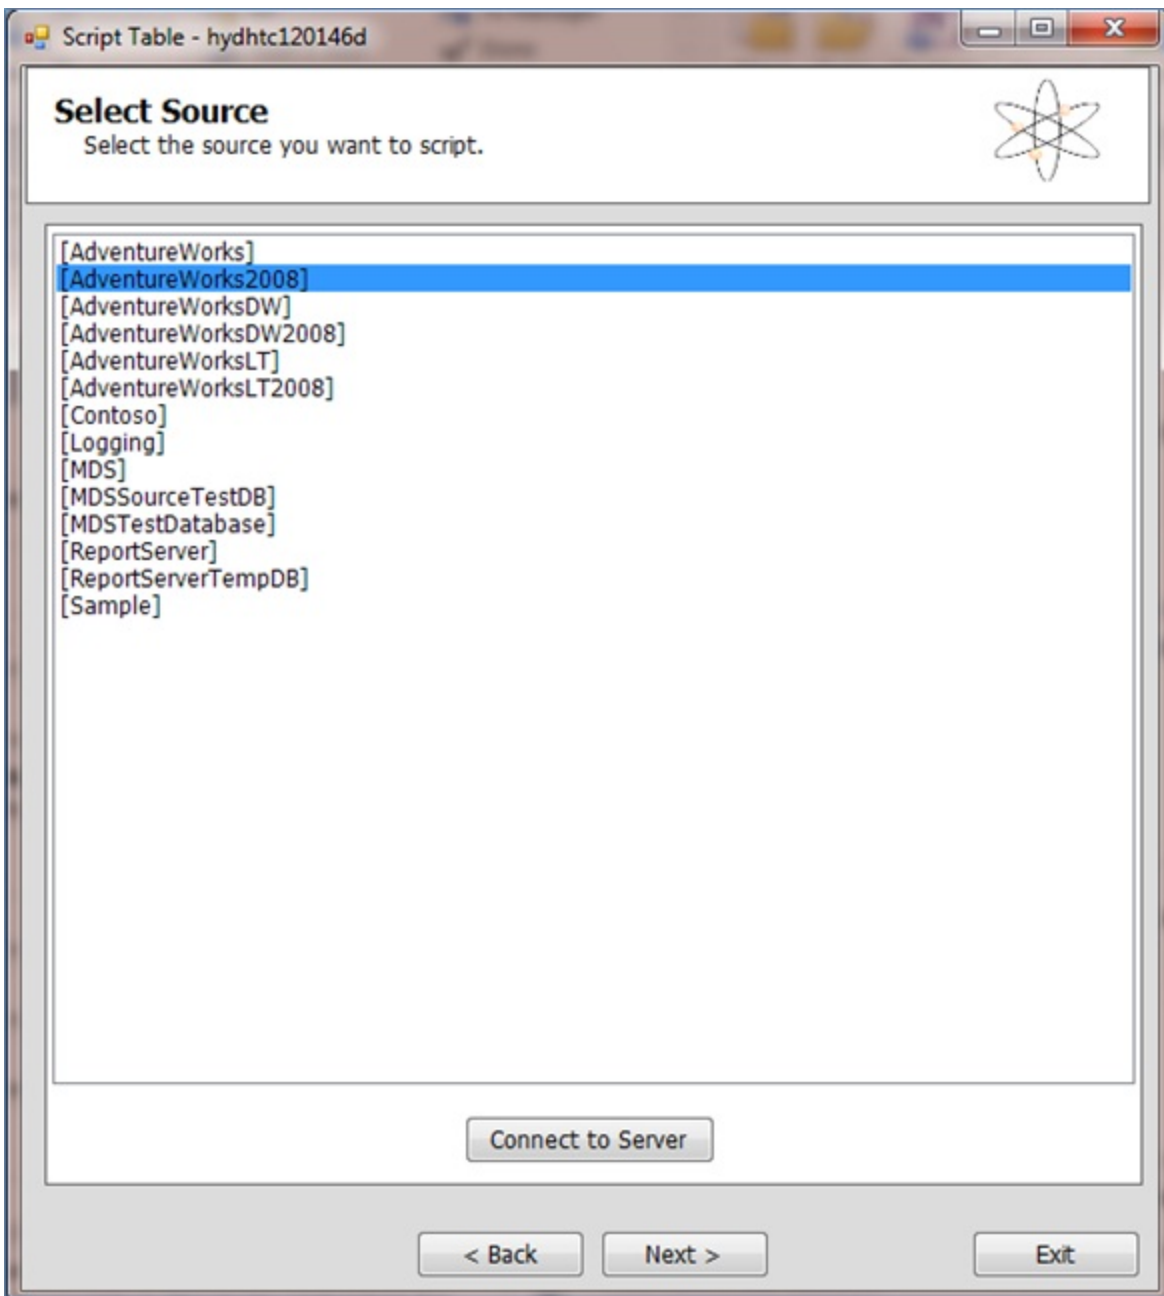 Script Table - hydhtc120146d
Select Source
Select the source you want to script.
[AdventureWorks]
[AdventureWorks2008]
[AdventureWorksDW]
[AdventureWorksDW2008]
[AdventureWorksLT]
[AdventureWorksLT2008]
[Contoso]
[Logging]
[MDS]
[MDSSourceTestDB]
[MDSTestDatabase]
[ReportServer]
[ReportServerTempDB]
[Sample]
Connect to Server
< Back Next > Exit